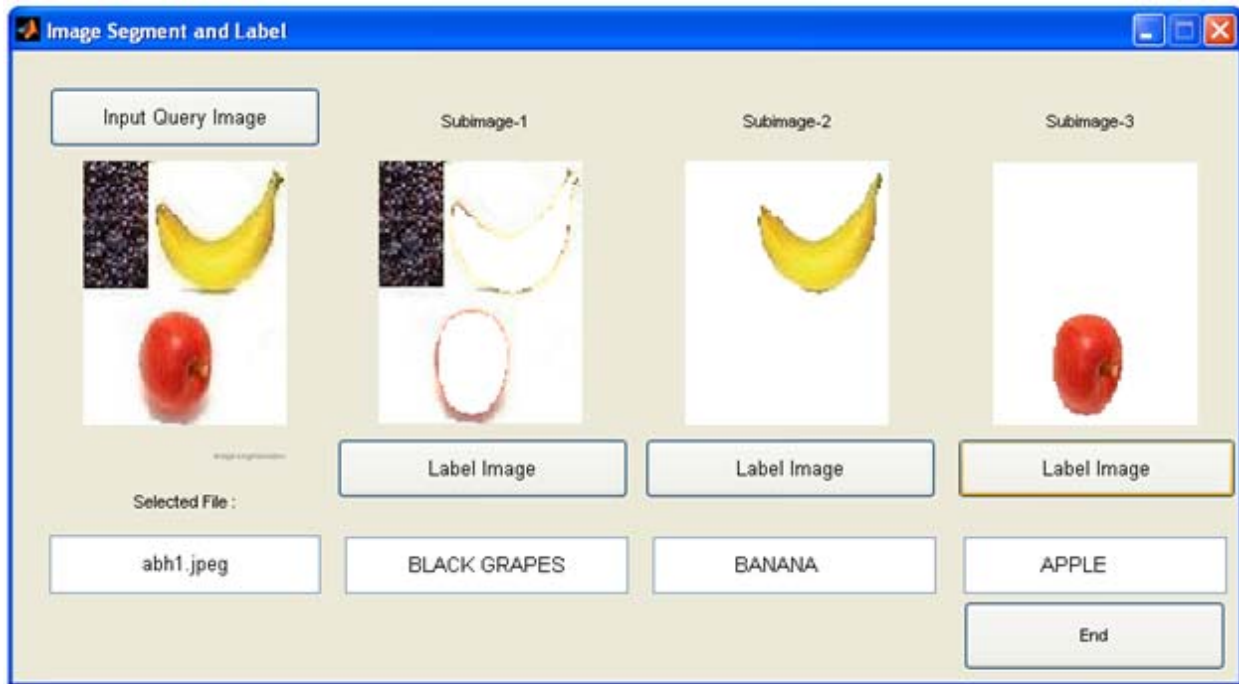 Image Segment and Label
Input Query Image
Subimage-1
Subimage-2
Subimage-3
Label Image
Label Image
Label Image
Selected File :
abh1.jpeg
BLACK GRAPES
BANANA
APPLE
End